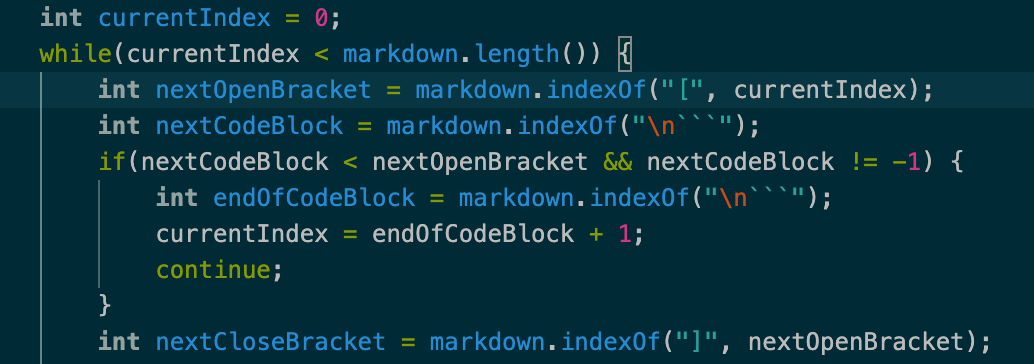 int currentIndex = 0;
while(currentIndex < markdown.length()) {
    int nextOpenBracket = markdown.indexOf("[", currentIndex);
    int nextCodeBlock = markdown.indexOf("\n```");
    if(nextCodeBlock < nextOpenBracket && nextCodeBlock != -1) {
        int endOfCodeBlock = markdown.indexOf("\n```");
        currentIndex = endOfCodeBlock + 1;
        continue;
    }
    int nextCloseBracket = markdown.indexOf("]", nextOpenBracket);